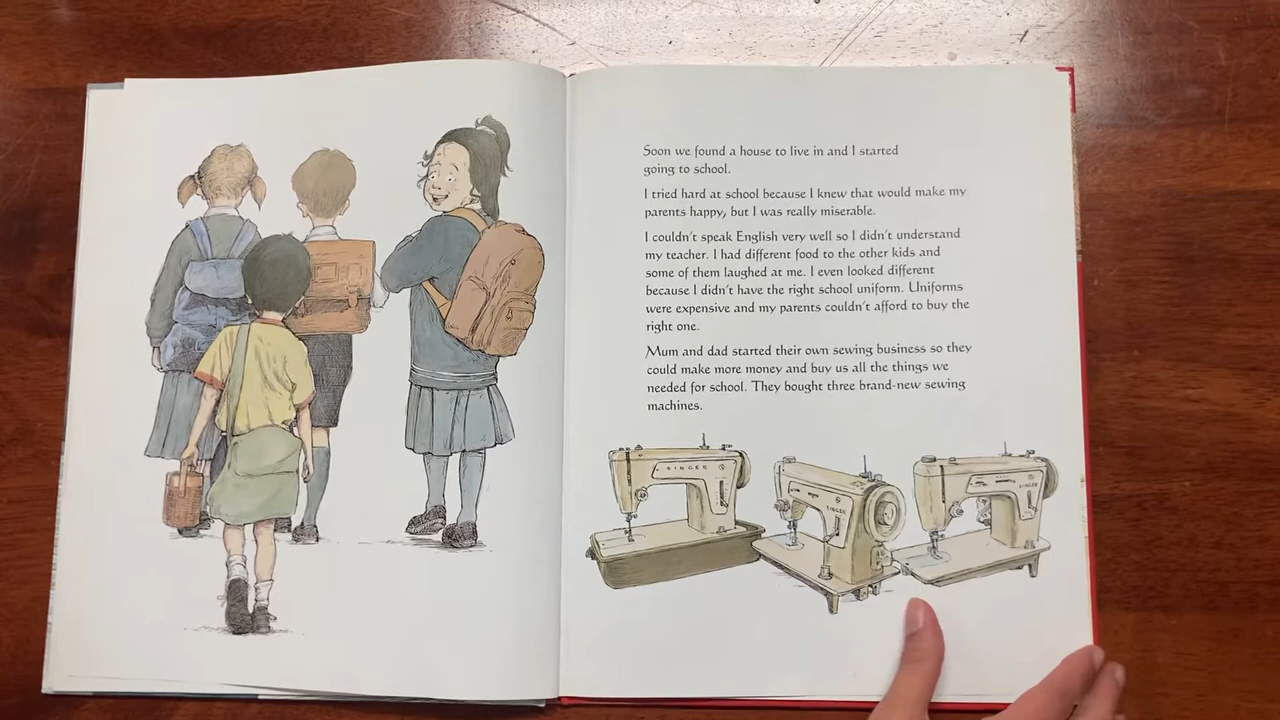 Soon we found a house to live in and I started
going to school.
I tried hard at school because I knew that would make my
parents happy, but I was really miserable.
I couldn't speak English very well so I didn't understand
my teacher. I had different food to the other kids and
some of them laughed at me. I even looked different
because I didn't have the right school uniform. Uniforms
were expensive and my parents couldn't afford to buy the
right one.
Mum and dad started their own sewing business so they
could make more money and buy us all the things we
needed for school. They bought three brand-new sewing
machines.
SINGER
SINGER
SINGER